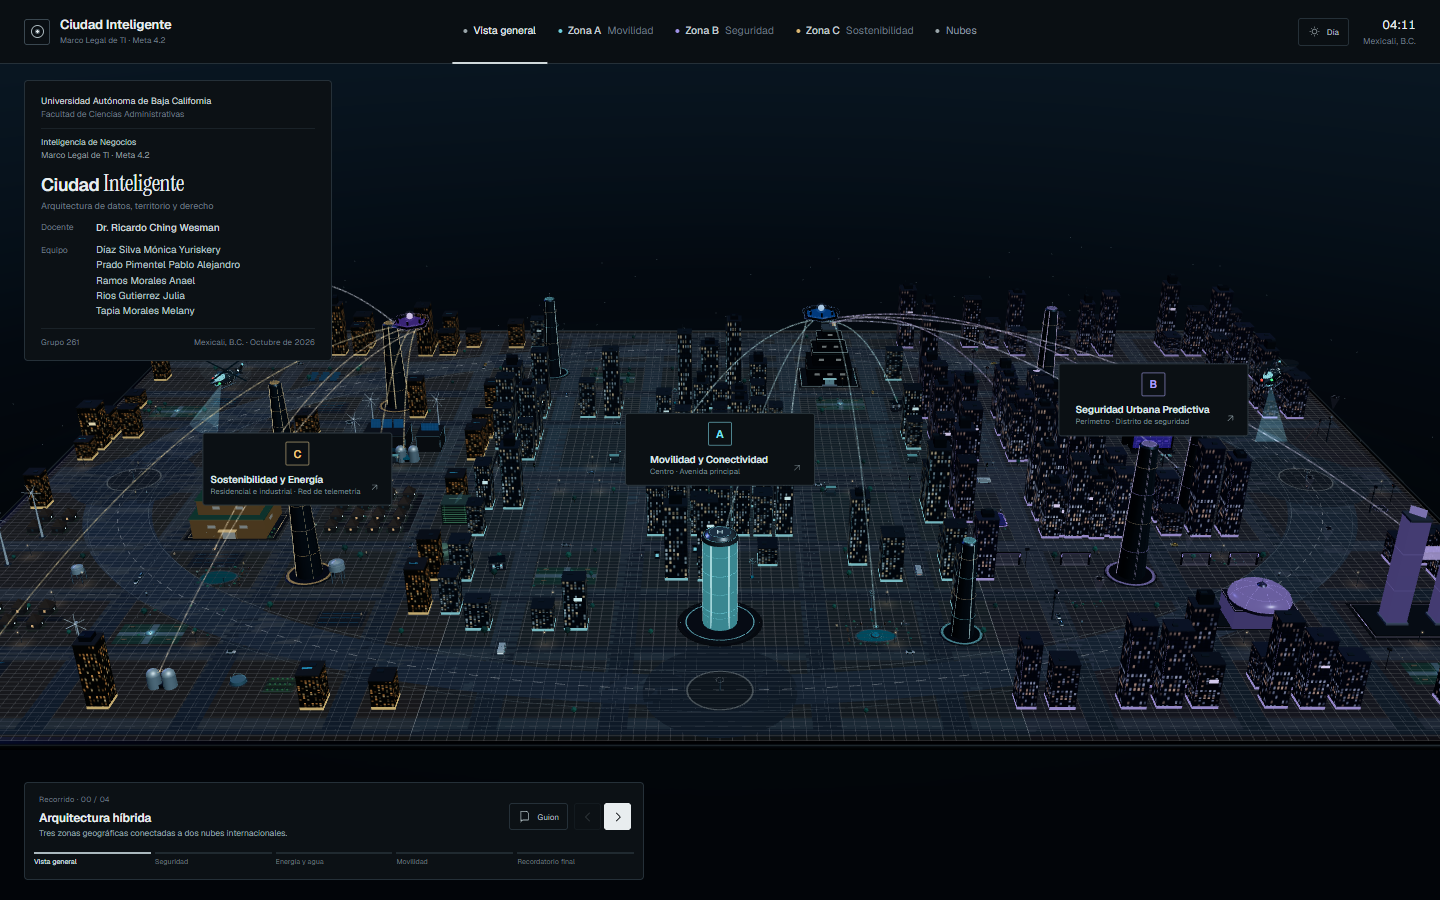 Ciudad Inteligente
Marco Legal de TI · Meta 4.2
Vista general
Zona A Movilidad
Zona B Seguridad
Zona C Sostenibilidad
Nubes
Día
04:11
Mexicali, B.C.
Universidad Autónoma de Baja California
Facultad de Ciencias Administrativas
Inteligencia de Negocios
Marco Legal de TI · Meta 4.2
Ciudad Inteligente
Arquitectura de datos, territorio y derecho
Docente Dr. Ricardo Ching Wesman
Equipo Díaz Silva Mónica Yuriskery
Prado Pimentel Pablo Alejandro
Ramos Morales Anael
Rios Gutierrez Julia
Tapia Morales Melany
Grupo 261 Mexicali, B.C. · Octubre de 2026
B
Seguridad Urbana Predictiva
Perímetro · Distrito de seguridad
A
Movilidad y Conectividad
Centro · Avenida principal
C
Sostenibilidad y Energía
Residencial e industrial · Red de telemetría
Recorrido · 00 / 04
Arquitectura híbrida
Tres zonas geográficas conectadas a dos nubes internacionales.
Guion
Vista general
Seguridad
Energía y agua
Movilidad
Recordatorio final